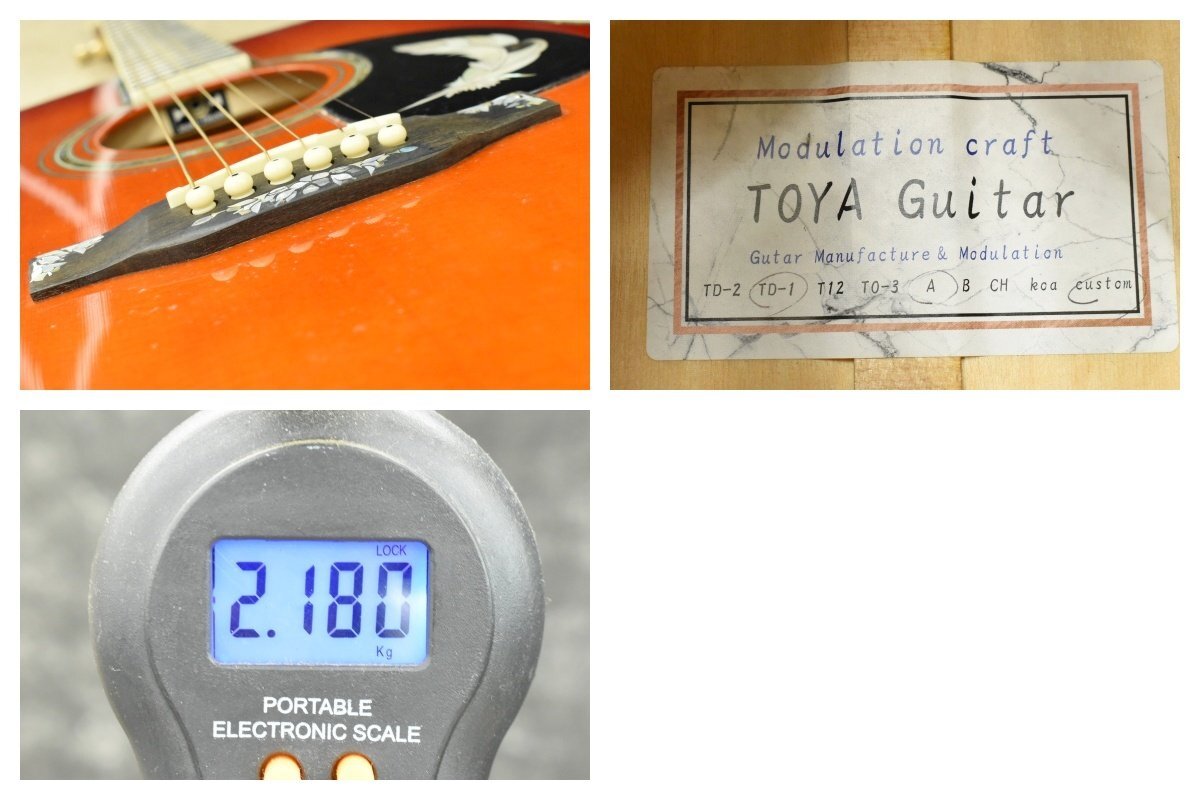 Modulation craft
TOYA Guitar
Gutar Manufacture & Modulation
TD-2 TD-1 T12 TO-3 A B CH koa custom
LOCK
2.180
Kg
PORTABLE
ELECTRONIC SCALE